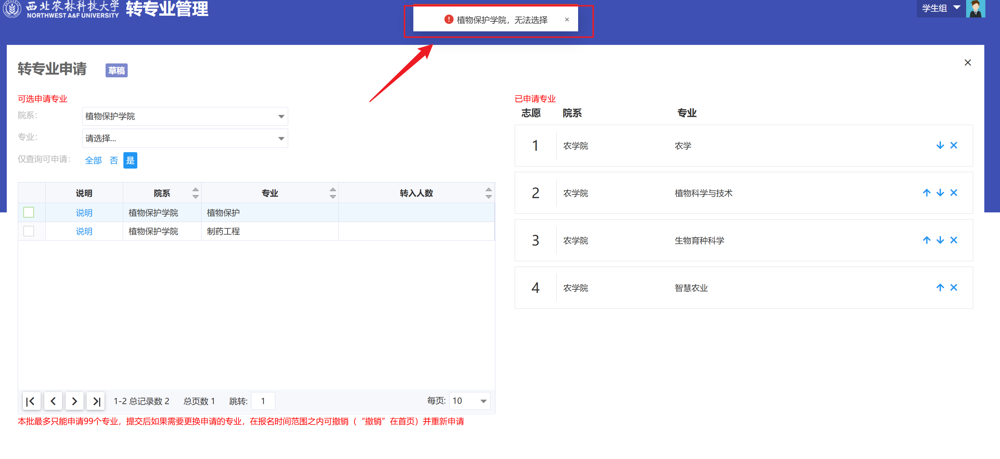 西北农林科技大学
NORTHWEST A&F UNIVERSITY
转专业管理
植物保护学院，无法选择
学生组
转专业申请
草稿
可选申请专业
院系：
植物保护学院
专业：
请选择...
仅查询可申请：
全部 否 是
说明 院系 专业 转入人数
说明 植物保护学院 植物保护
说明 植物保护学院 制药工程
1-2 总记录数 2 总页数 1 跳转: 1 每页: 10
本批最多只能申请99个专业，提交后如果需要更换申请的专业，在报名时间范围之内可撤销（“撤销”在首页）并重新申请
已申请专业
志愿 院系 专业
1 农学院 农学
2 农学院 植物科学与技术
3 农学院 生物育种科学
4 农学院 智慧农业